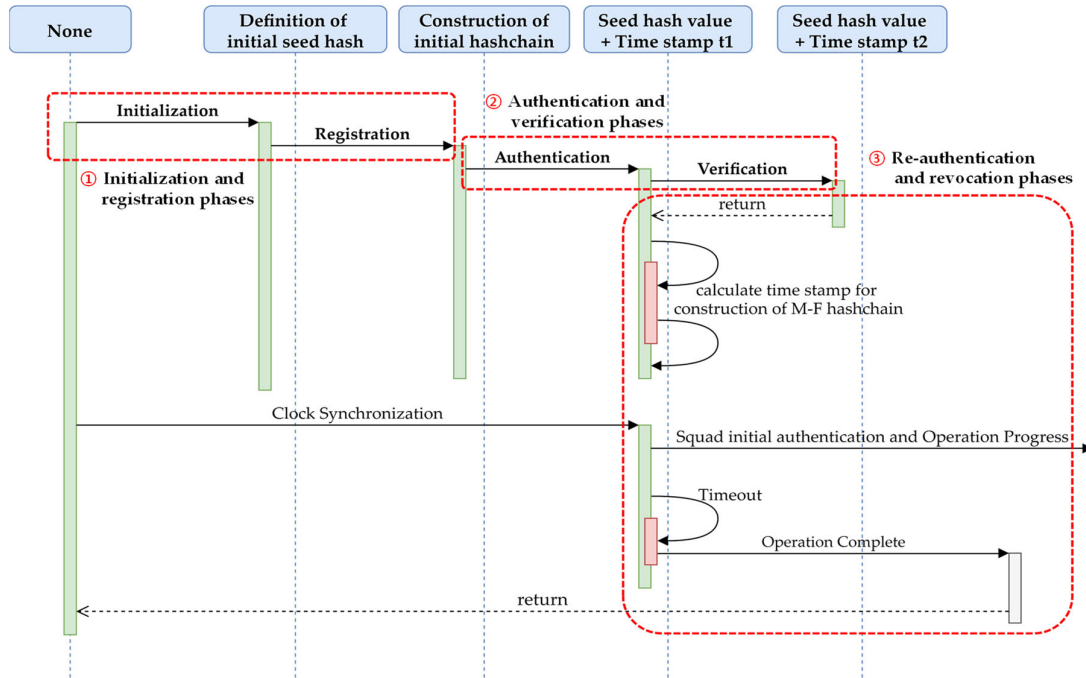 None
Definition of
initial seed hash
Construction of
initial hashchain
Seed hash value
+ Time stamp t1
Seed hash value
+ Time stamp t2
Initialization
Registration
① Initialization and
registration phases
② Authentication and
verification phases
Authentication
Verification
③ Re-authentication
and revocation phases
return
calculate time stamp for
construction of M-F hashchain
Clock Synchronization
Squad initial authentication and Operation Progress
Timeout
Operation Complete
return